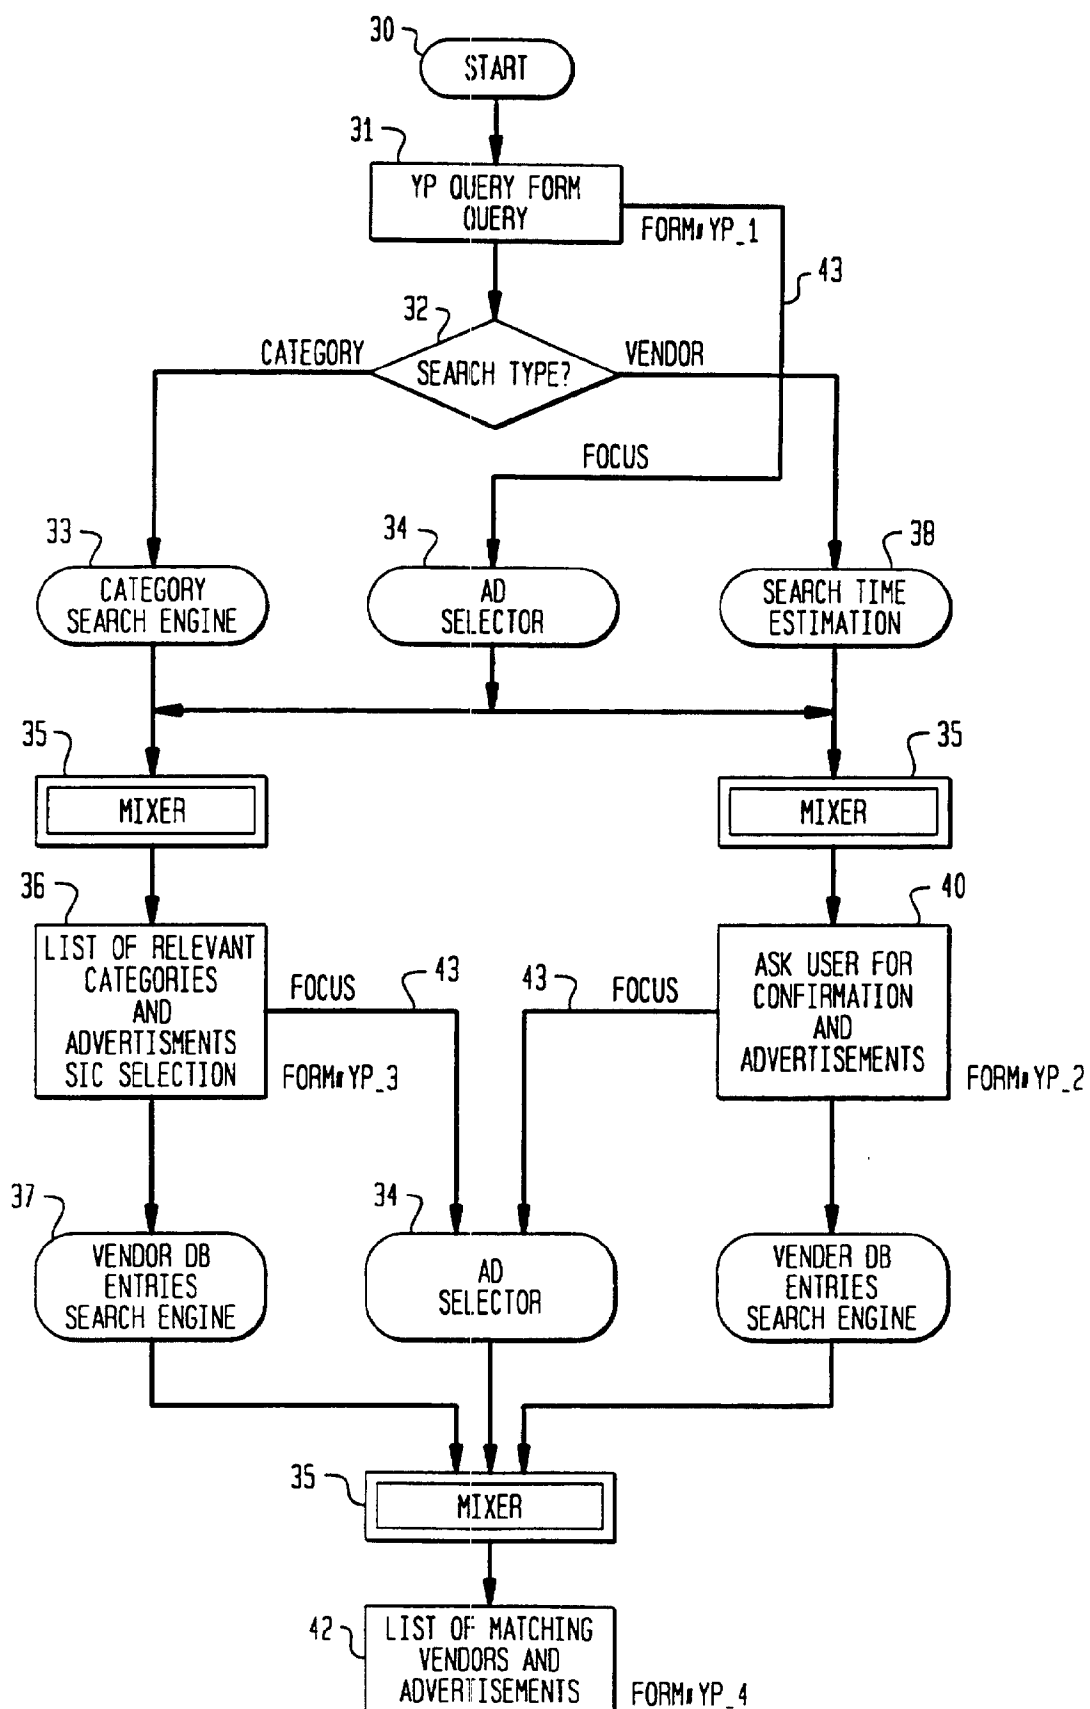 30
START
31
YP QUERY FORM
QUERY
FORM#YP_1
43
32
CATEGORY
SEARCH TYPE?
VENDOR
FOCUS
33
34
38
CATEGORY
SEARCH ENGINE
AD
SELECTOR
SEARCH TIME
ESTIMATION
35
35
MIXER
MIXER
36
40
LIST OF RELEVANT
CATEGORIES
AND
ADVERTISMENTS
SIC SELECTION
FOCUS
43
43
FOCUS
ASK USER FOR
CONFIRMATION
AND
ADVERTISEMENTS
FORM#YP_3
FORM#YP_2
37
34
VENDOR DB
ENTRIES
SEARCH ENGINE
AD
SELECTOR
VENDER DB
ENTRIES
SEARCH ENGINE
35
MIXER
42
LIST OF MATCHING
VENDORS AND
ADVERTISEMENTS
FORM#YP_4